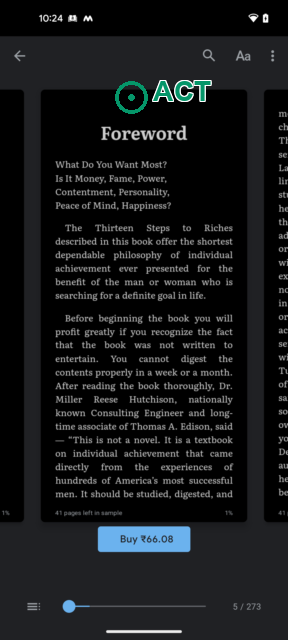 10:24
Aa
ACT
Foreword
What Do You Want Most?
Is It Money, Fame, Power,
Contentment, Personality,
Peace of Mind, Happiness?
The Thirteen Steps to Riches
described in this book offer the shortest
dependable philosophy of individual
achievement ever presented for the
benefit of the man or woman who is
searching for a definite goal in life.
Before beginning the book you will
profit greatly if you recognize the fact
that the book was not written to
entertain. You cannot digest the
contents properly in a week or a month.
After reading the book thoroughly, Dr.
Miller Reese Hutchison, nationally
known Consulting Engineer and long-
time associate of Thomas A. Edison, said
— "This is not a novel. It is a textbook
on individual achievement that came
directly from the experiences of
hundreds of America's most successful
men. It should be studied, digested, and
1%
41 pages left in sample 1%
41
Buy ₹66.08
5 / 273